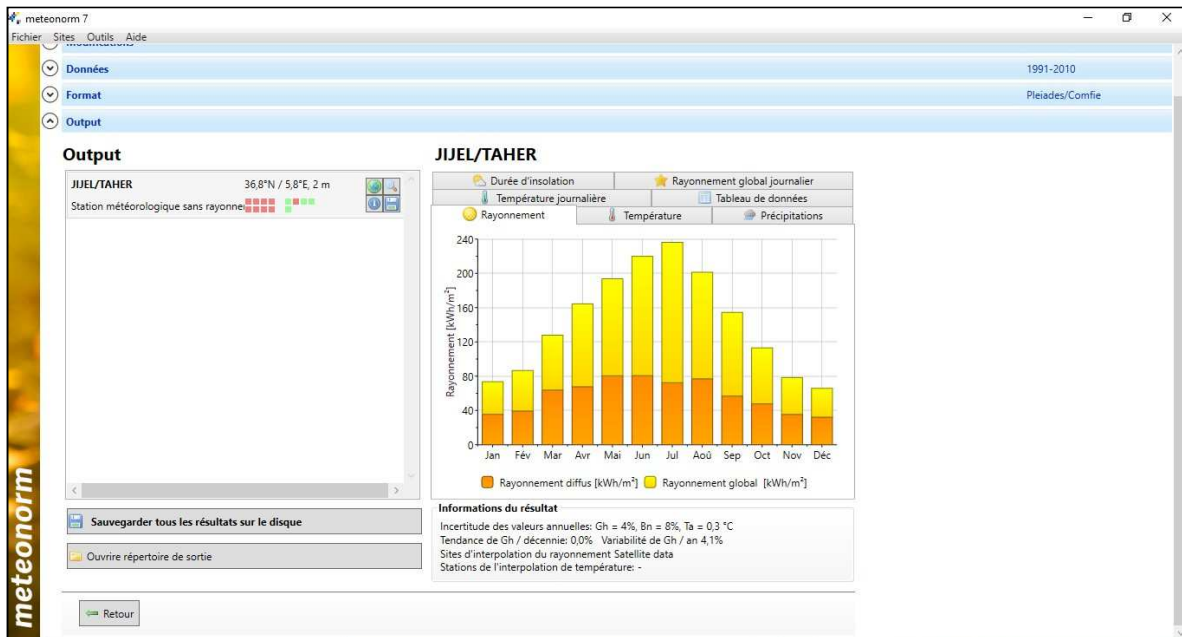 meteonorm 7
Fichier Sites Outils Aide
Modifications
Données 1991-2010
Format Pleiades/Comfie
Output
Output
JIJEL/TAHER 36,8°N / 5,8°E, 2 m
Station météorologique sans rayonne
JIJEL/TAHER
Durée d'insolation Rayonnement global journalier
Température journalière Tableau de données
Rayonnement Température Précipitations
Rayonnement [kWh/m²]
240
200
160
120
80
40
0
Jan Fév Mar Avr Mai Jun Jul Aoû Sep Oct Nov Déc
Rayonnement diffus [kWh/m²] Rayonnement global [kWh/m²]
Sauvegarder tous les résultats sur le disque
Ouvrire répertoire de sortie
Informations du résultat
Incertitude des valeurs annuelles: Gh = 4%, Bn = 8%, Ta = 0,3 °C
Tendance de Gh / décennie: 0,0% Variabilité de Gh / an 4,1%
Sites d'interpolation du rayonnement Satellite data
Stations de l'interpolation de température: -
Retour
meteonorm